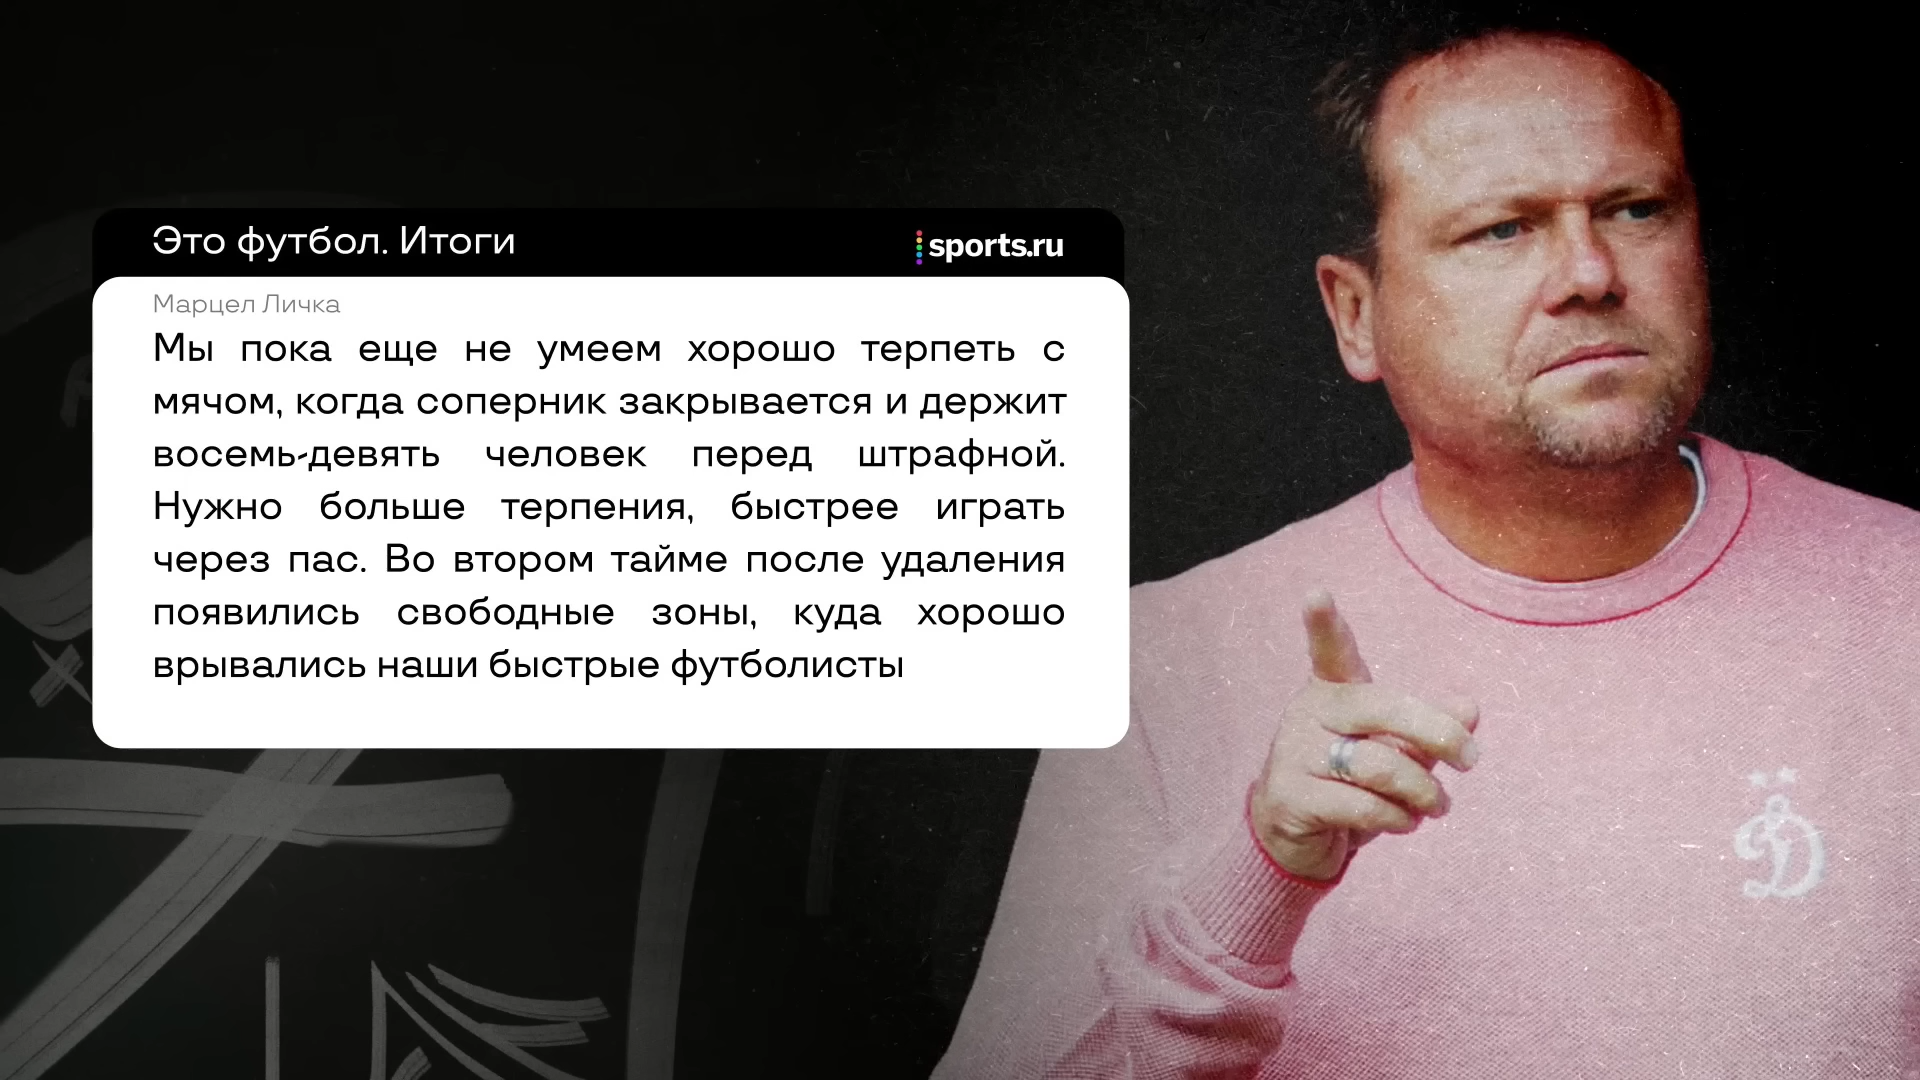 Это футбол. Итоги
sports.ru
Марцел Личка
Мы пока еще не умеем хорошо терпеть с
мячом, когда соперник закрывается и держит
восемь-девять человек перед штрафной.
Нужно больше терпения, быстрее играть
через пас. Во втором тайме после удаления
появились свободные зоны, куда хорошо
врывались наши быстрые футболисты
Д